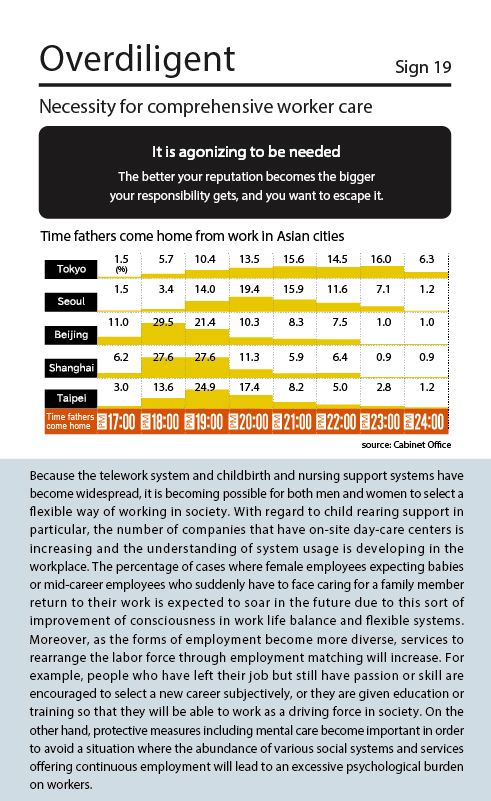 Overdiligent
Sign 19
Necessity for comprehensive worker care
It is agonizing to be needed
The better your reputation becomes the bigger
your responsibility gets, and you want to escape it.
Time fathers come home from work in Asian cities
Tokyo 1.5 (%) 5.7 10.4 13.5 15.6 14.5 16.0 6.3
Seoul 1.5 3.4 14.0 19.4 15.9 11.6 7.1 1.2
Beijing 11.0 29.5 21.4 10.3 8.3 7.5 1.0 1.0
Shanghai 6.2 27.6 27.6 11.3 5.9 6.4 0.9 0.9
Taipei 3.0 13.6 24.9 17.4 8.2 5.0 2.8 1.2
Time fathers
come home
PM 17:00 PM 18:00 PM 19:00 PM 20:00 PM 21:00 PM 22:00 PM 23:00 PM 24:00
source: Cabinet Office
Because the telework system and childbirth and nursing support systems have
become widespread, it is becoming possible for both men and women to select a
flexible way of working in society. With regard to child rearing support in
particular, the number of companies that have on-site day-care centers is
increasing and the understanding of system usage is developing in the
workplace. The percentage of cases where female employees expecting babies
or mid-career employees who suddenly have to face caring for a family member
return to their work is expected to soar in the future due to this sort of
improvement of consciousness in work life balance and flexible systems.
Moreover, as the forms of employment become more diverse, services to
rearrange the labor force through employment matching will increase. For
example, people who have left their job but still have passion or skill are
encouraged to select a new career subjectively, or they are given education or
training so that they will be able to work as a driving force in society. On the
other hand, protective measures including mental care become important in order
to avoid a situation where the abundance of various social systems and services
offering continuous employment will lead to an excessive psychological burden
on workers.